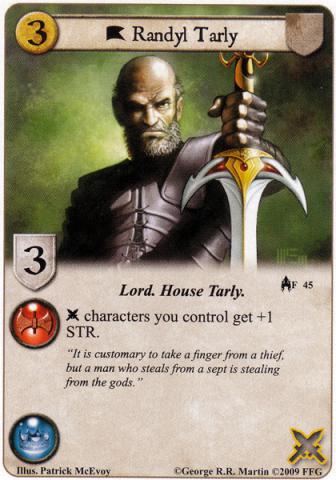 3
Randyl Tarly
3
Lord. House Tarly.
F 45
characters you control get +1
STR.
"It is customary to take a finger from a thief,
but a man who steals from a sept is stealing
from the gods."
Illus. Patrick McEvoy
©George R.R. Martin ©2009 FFG